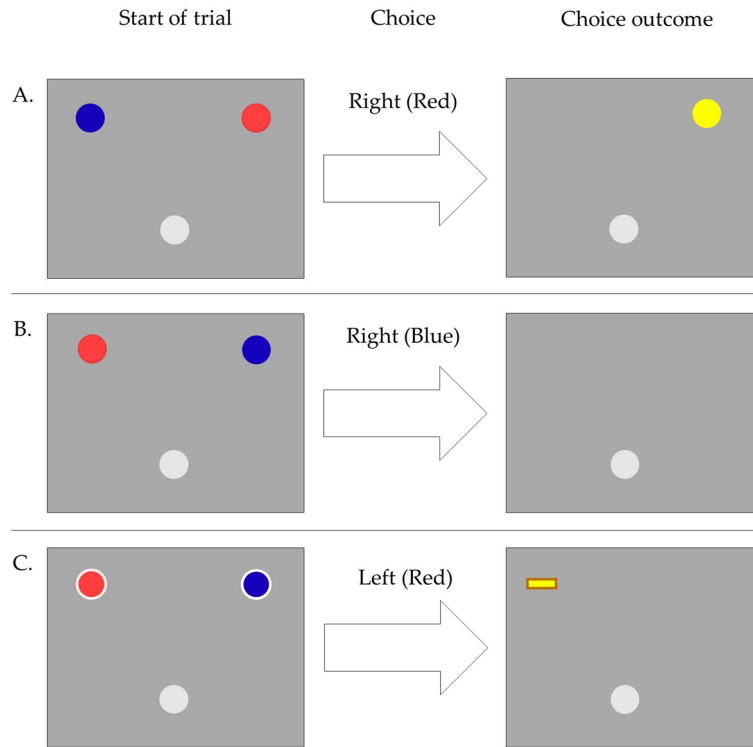 Start of trial
Choice
Choice outcome
A.
Right (Red)
B.
Right (Blue)
C.
Left (Red)